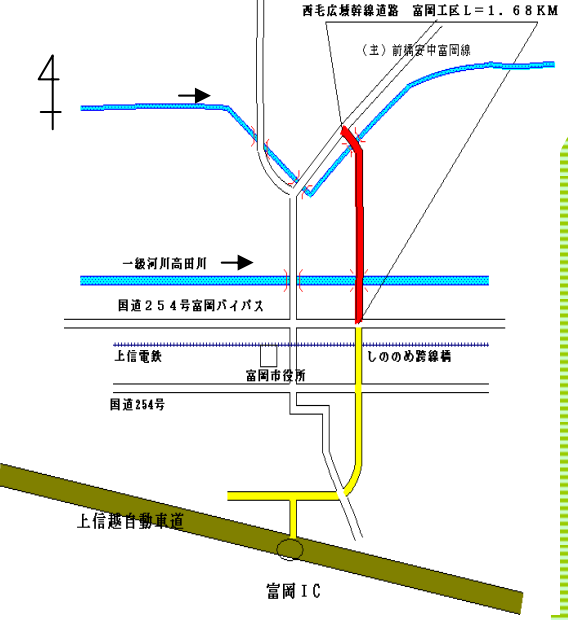 西毛広域幹線道路　富岡工区L＝１．６８KM
（主）前橋安中富岡線
一級河川高田川
国道２５４号富岡バイパス
上信電鉄
しののめ跨線橋
富岡市役所
国道254号
上信越自動車道
富岡IC